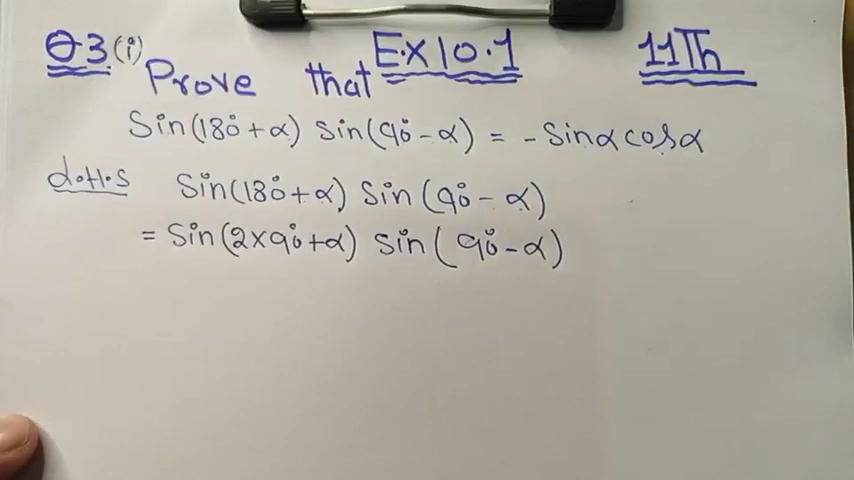 Q3(i) Ex 10.1 11Th
Prove that
Sin(180°+α) Sin(90°-α) = -Sinα cosα
L.H.S Sin(180°+α) Sin(90°-α)
= Sin(2×90°+α) Sin(90°-α)